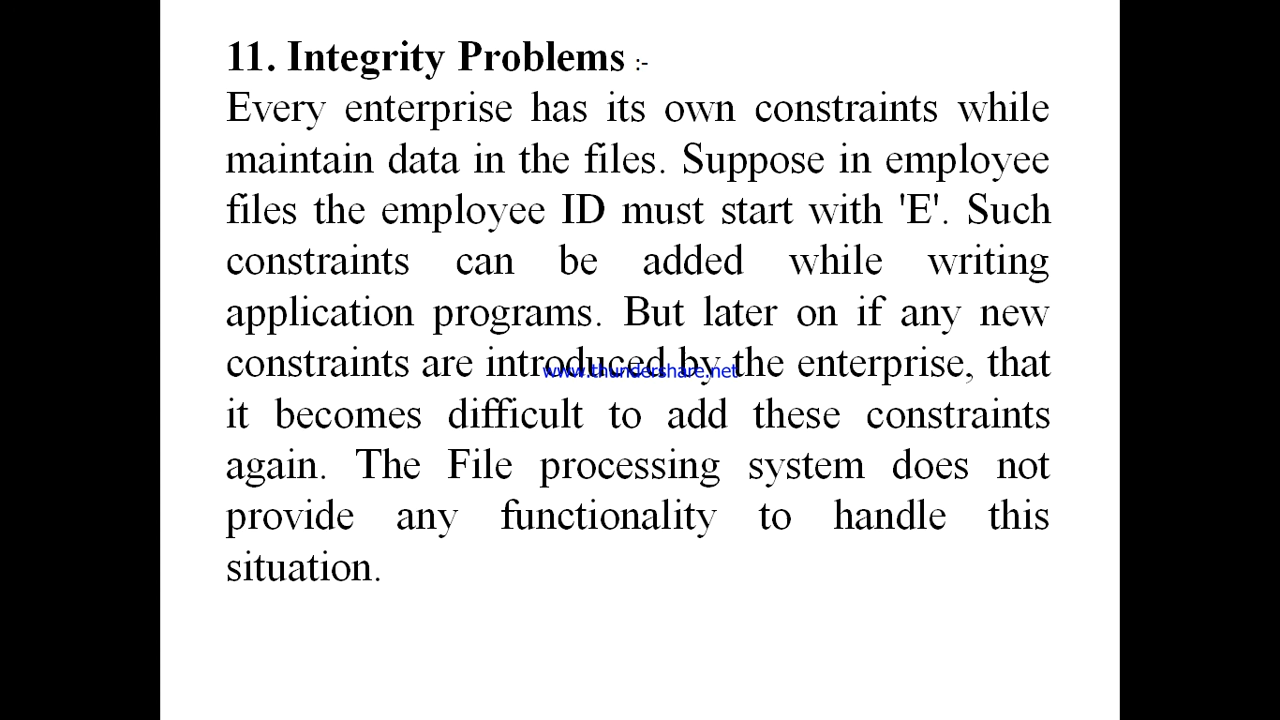 11. Integrity Problems :-
Every enterprise has its own constraints while
maintain data in the files. Suppose in employee
files the employee ID must start with 'E'. Such
constraints can be added while writing
application programs. But later on if any new
constraints are introduced by the enterprise, that
www.thundershare.net
it becomes difficult to add these constraints
again. The File processing system does not
provide any functionality to handle this
situation.